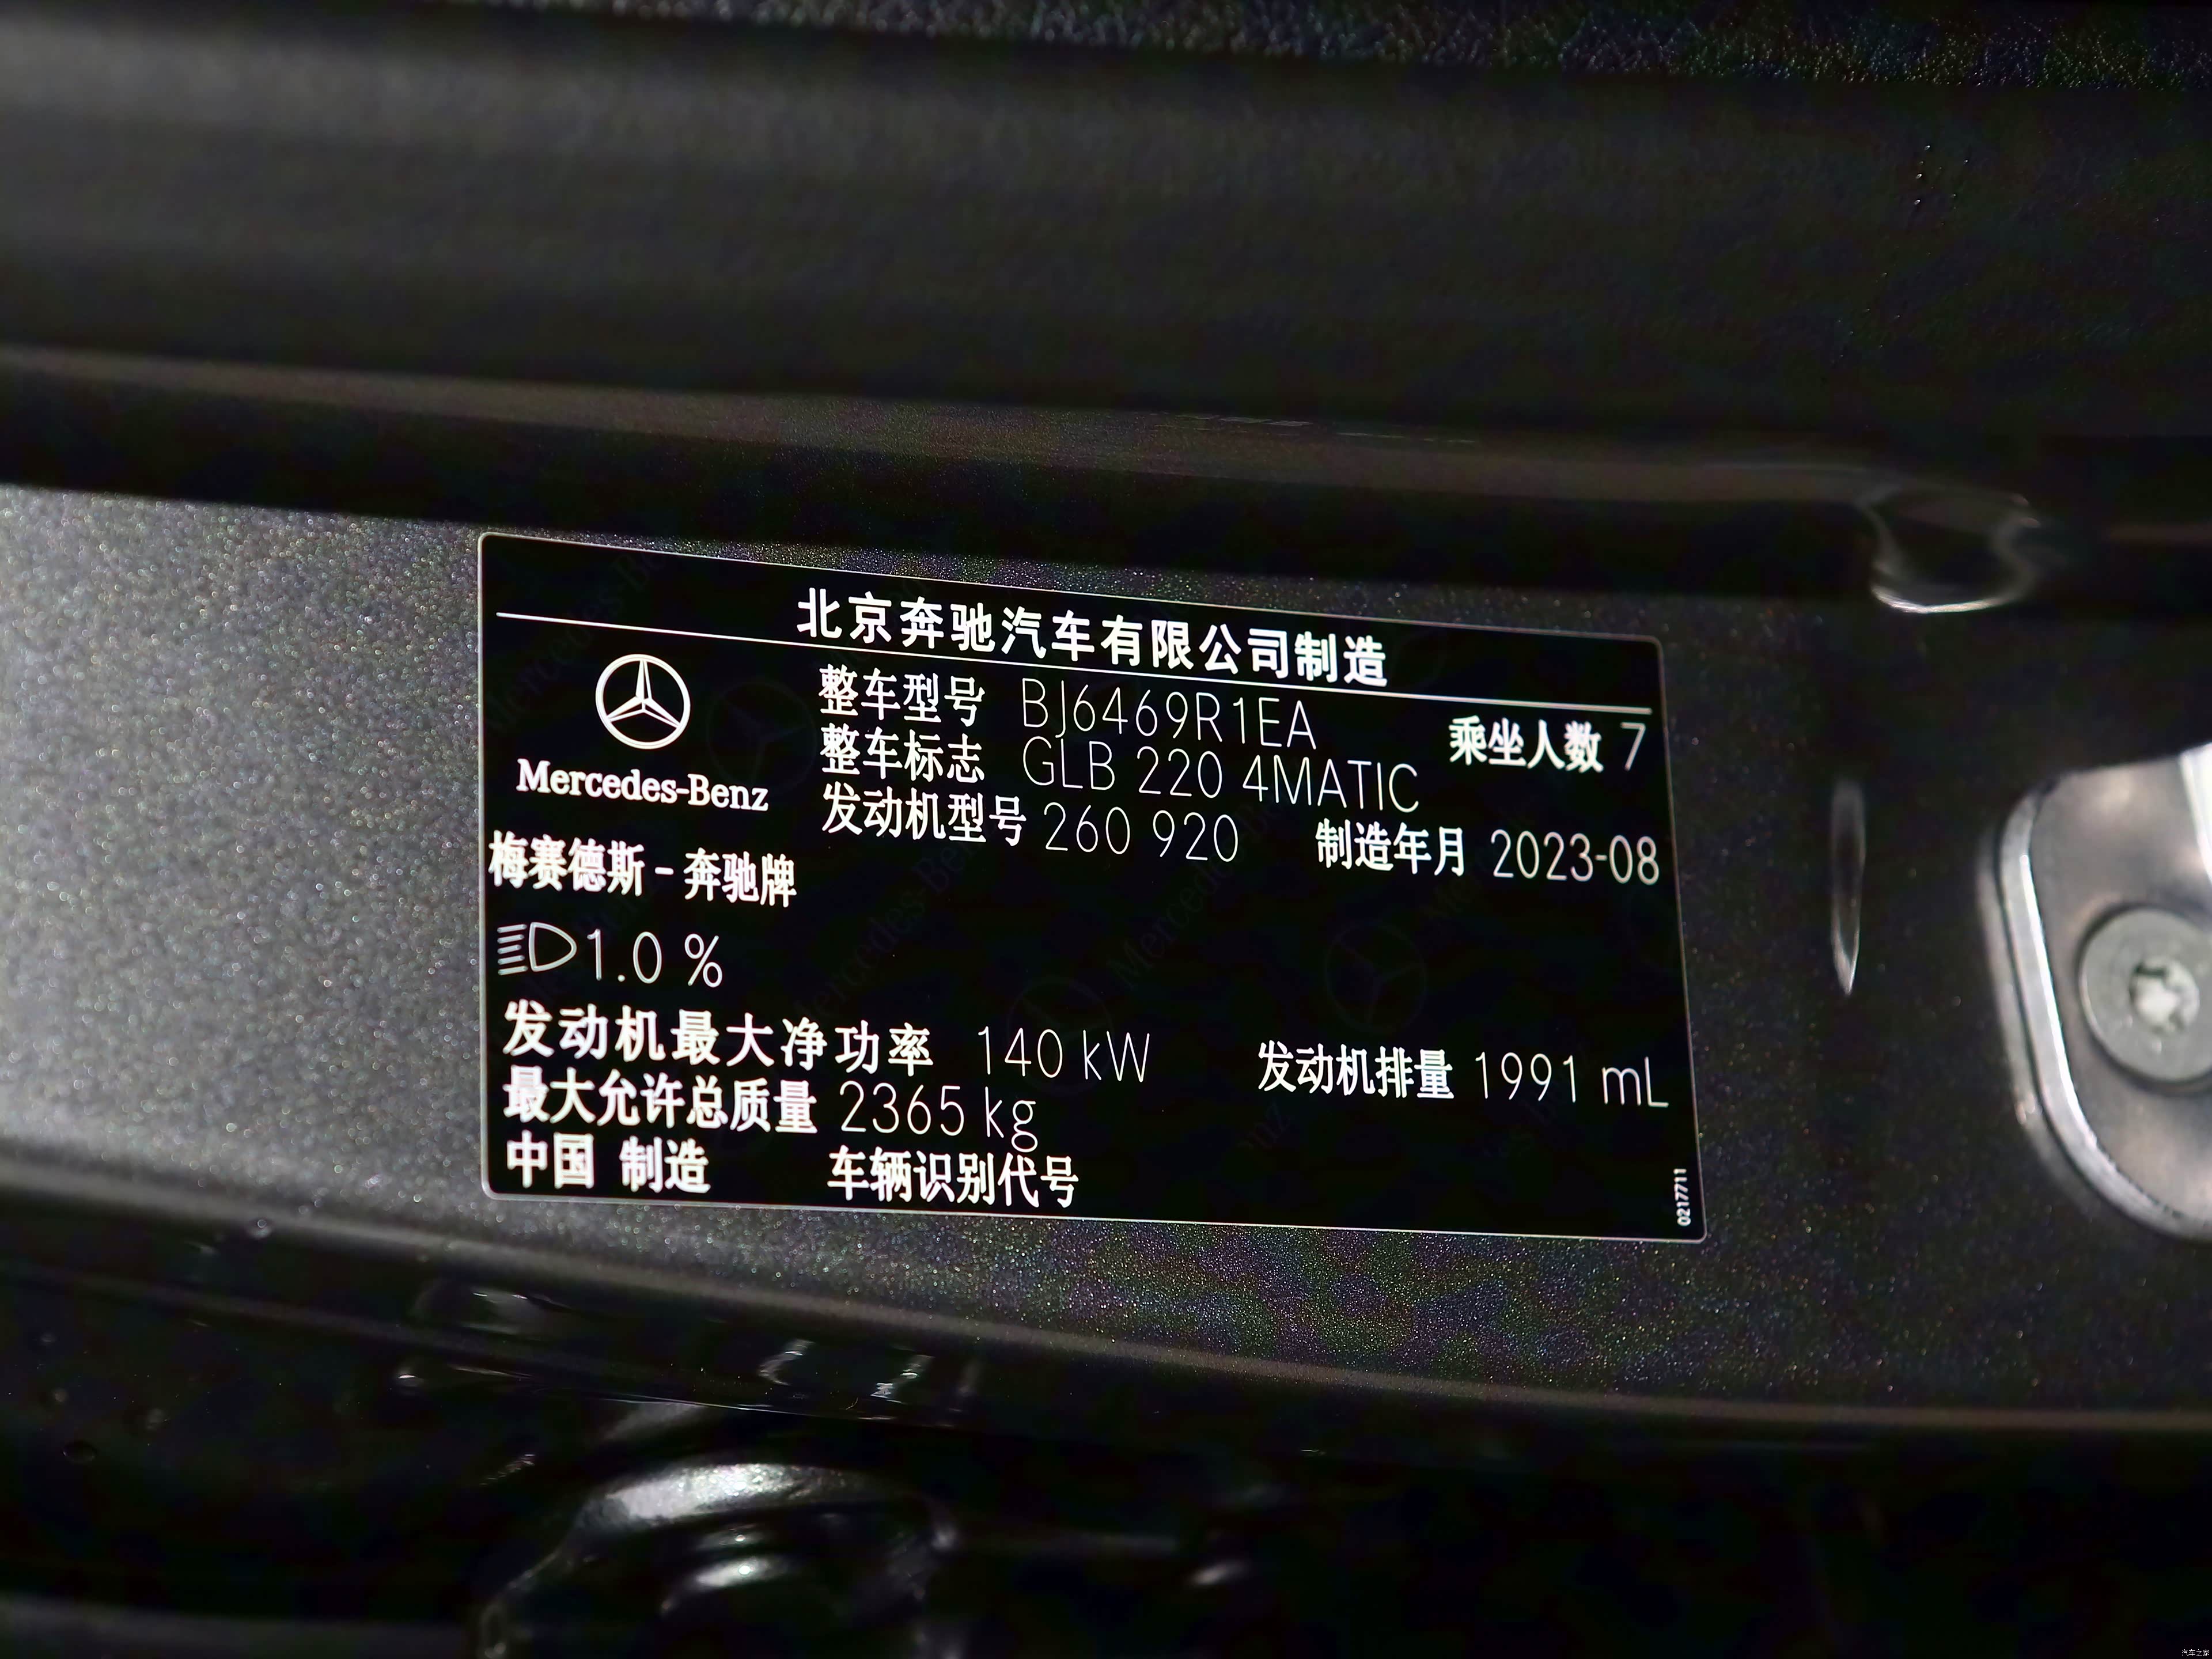 北京奔驰汽车有限公司制造
Mercedes-Benz
梅赛德斯-奔驰牌
整车型号 BJ6469R1EA
乘坐人数 7
整车标志 GLB 220 4MATIC
发动机型号 260 920
制造年月 2023-08
1.0 %
发动机最大净功率 140 kW
发动机排量 1991 mL
最大允许总质量 2365 kg
中国 制造 车辆识别代号
0217711
汽车之家